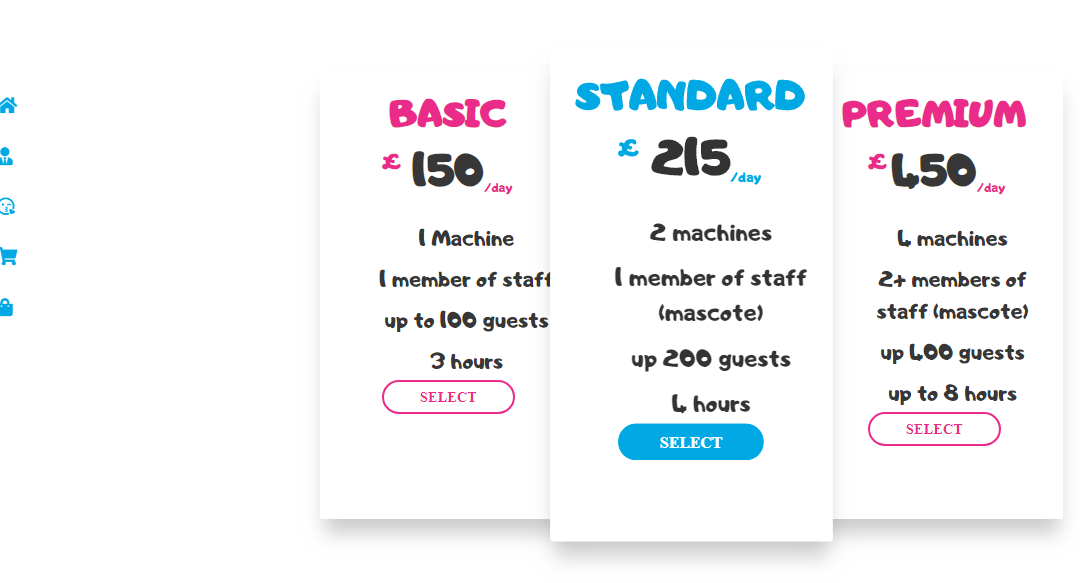 BASIC
£ 150 /day
1 Machine
1 member of staff
up to 100 guests
3 hours
SELECT
STANDARD
£ 215 /day
2 machines
1 member of staff
(mascote)
up 200 guests
4 hours
SELECT
PREMIUM
£ 450 /day
4 machines
2+ members of
staff (mascote)
up 400 guests
up to 8 hours
SELECT